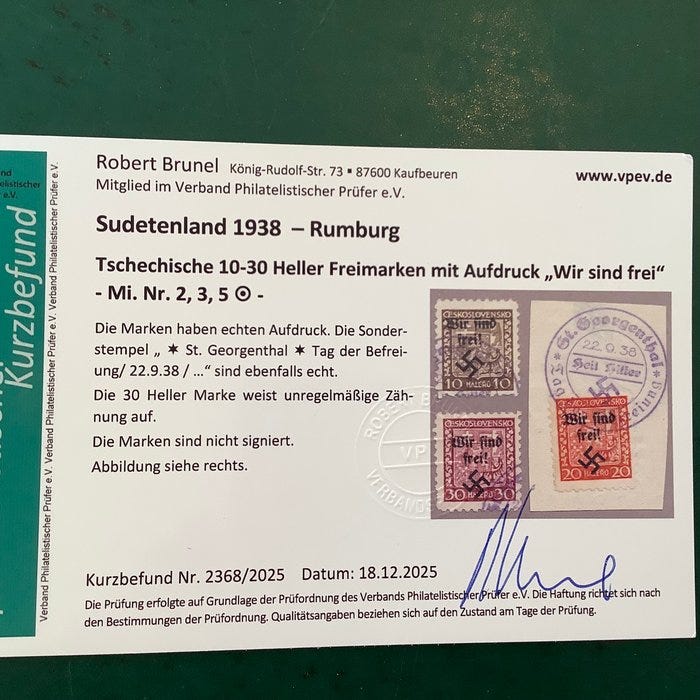 Robert Brunel König-Rudolf-Str. 73 ▪ 87600 Kaufbeuren
Mitglied im Verband Philatelistischer Prüfer e.V.
www.vpev.de
Sudetenland 1938 – Rumburg
Tschechische 10-30 Heller Freimarken mit Aufdruck „Wir sind frei“
- Mi. Nr. 2, 3, 5 ⊙ -
Die Marken haben echten Aufdruck. Die Sonder-
stempel „ ✶ St. Georgenthal ✶ Tag der Befrei-
ung/ 22.9.38 / ...“ sind ebenfalls echt.
Die 30 Heller Marke weist unregelmäßige Zäh-
nung auf.
Die Marken sind nicht signiert.
Abbildung siehe rechts.
ČESKOSLOVENSKO
Wir sind
frei!
10 HALÉŘŮ 10
Wir sind
frei!
30 HALÉŘŮ 30
St. Georgenthal
22.9.38
Heil Hitler
ČESKOSLOVENSKO
Wir sind
frei!
20 20
Kurzbefund Nr. 2368/2025 Datum: 18.12.2025
Die Prüfung erfolgte auf Grundlage der Prüfordnung des Verbands Philatelistischer Prüfer e.V. Die Haftung richtet sich nach
den Bestimmungen der Prüfordnung. Qualitätsangaben beziehen sich auf den Zustand am Tage der Prüfung.
Kurzbefund
Verband Philatelistischer Prüfer e.V. Verband Philatelistischer Prüfer e.V. Verband Philatelistischer Prüfer e.V.